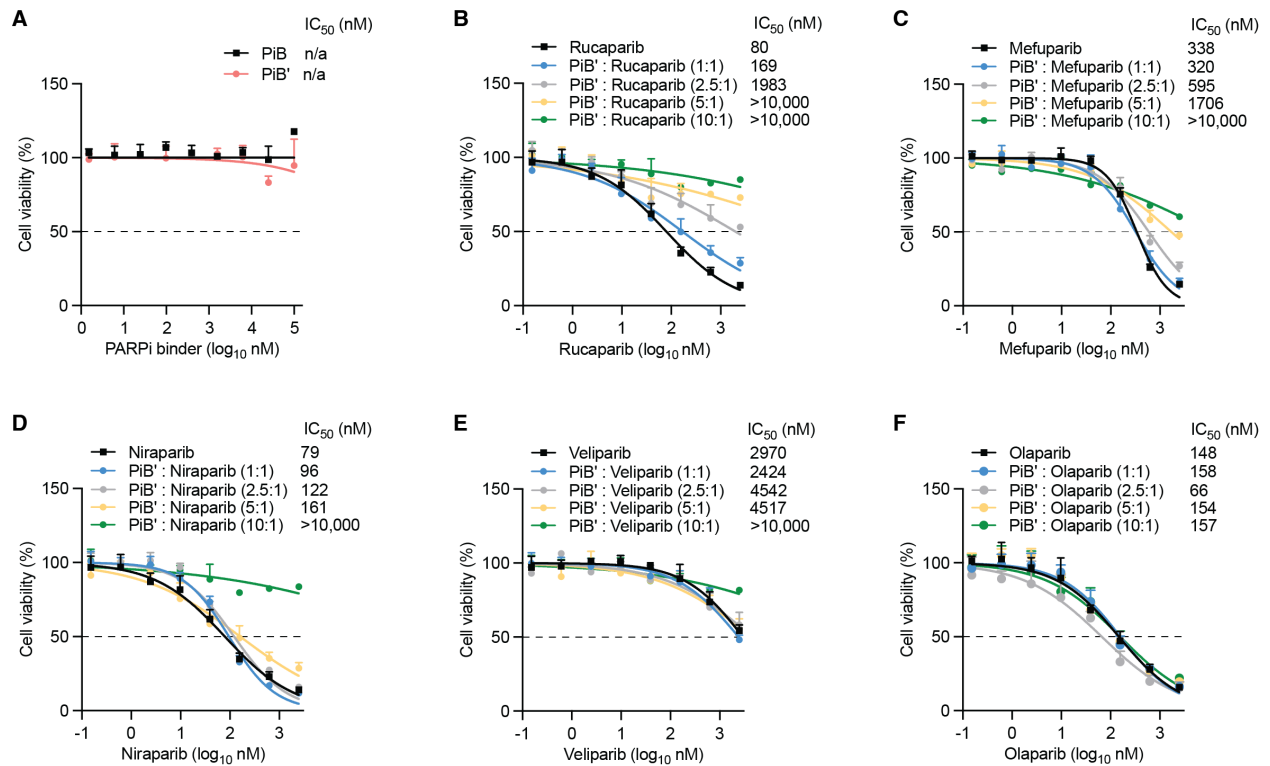 A
IC50 (nM)
PiB n/a
PiB' n/a
150
100
50
0
Cell viability (%)
0 1 2 3 4 5
PARPi binder (log10 nM)
B
IC50 (nM)
Rucaparib 80
PiB' : Rucaparib (1:1) 169
PiB' : Rucaparib (2.5:1) 1983
PiB' : Rucaparib (5:1) >10,000
PiB' : Rucaparib (10:1) >10,000
150
100
50
0
Cell viability (%)
-1 0 1 2 3
Rucaparib (log10 nM)
C
IC50 (nM)
Mefuparib 338
PiB' : Mefuparib (1:1) 320
PiB' : Mefuparib (2.5:1) 595
PiB' : Mefuparib (5:1) 1706
PiB' : Mefuparib (10:1) >10,000
150
100
50
0
Cell viability (%)
-1 0 1 2 3
Mefuparib (log10 nM)
D
IC50 (nM)
Niraparib 79
PiB' : Niraparib (1:1) 96
PiB' : Niraparib (2.5:1) 122
PiB' : Niraparib (5:1) 161
PiB' : Niraparib (10:1) >10,000
150
100
50
0
Cell viability (%)
-1 0 1 2 3
Niraparib (log10 nM)
E
IC50 (nM)
Veliparib 2970
PiB' : Veliparib (1:1) 2424
PiB' : Veliparib (2.5:1) 4542
PiB' : Veliparib (5:1) 4517
PiB' : Veliparib (10:1) >10,000
150
100
50
0
Cell viability (%)
-1 0 1 2 3
Veliparib (log10 nM)
F
IC50 (nM)
Olaparib 148
PiB' : Olaparib (1:1) 158
PiB' : Olaparib (2.5:1) 66
PiB' : Olaparib (5:1) 154
PiB' : Olaparib (10:1) 157
150
100
50
0
Cell viability (%)
-1 0 1 2 3
Olaparib (log10 nM)